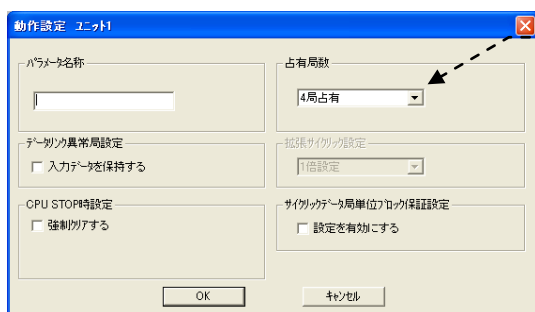 動作設定 ユニット1
パラメータ名称
占有局数
4局占有
データリンク異常局設定
入力データを保持する
拡張サイクリック設定
1倍設定
CPU STOP時設定
強制クリアする
サイクリックデータ局単位ブロック保証設定
設定を有効にする
OK
キャンセル